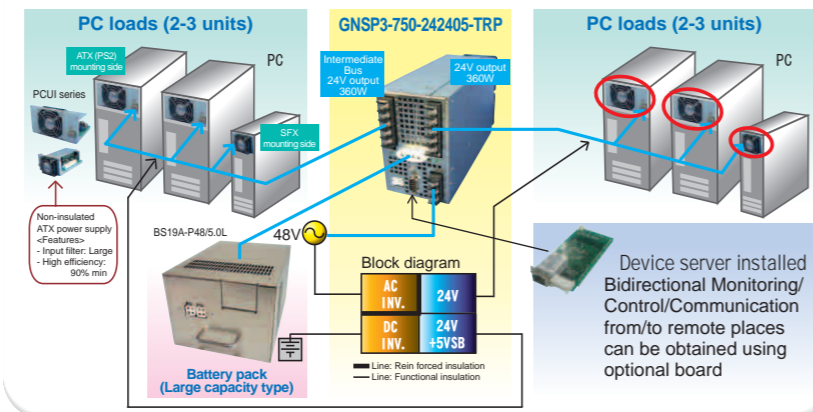 PC loads (2-3 units)
GNSP3-750-242405-TRP
PC loads (2-3 units)
ATX (PS2)
mounting side
PC
PCUI series
SFX
mounting side
Intermediate
Bus
24V output
360W
24V output
360W
PC
Non-insulated
ATX power supply
<Features>
- Input filter: Large
- High efficiency:
90% min
BS19A-P48/5.0L
48V
Battery pack
(Large capacity type)
Block diagram
AC
INV.
24V
DC
INV.
24V
+5VSB
Line: Rein forced insulation
Line: Functional insulation
Device server installed
Bidirectional Monitoring/
Control/Communication
from/to remote places
can be obtained using
optional board